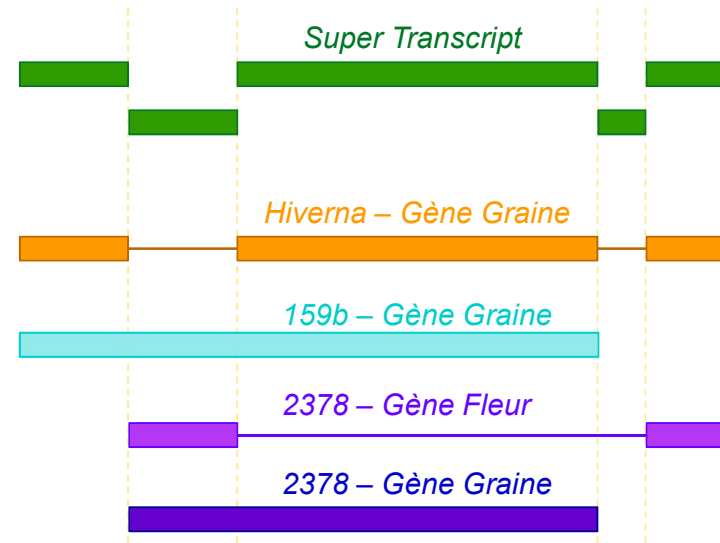 Super Transcript
Hiverna – Gène Graine
159b – Gène Graine
2378 – Gène Fleur
2378 – Gène Graine